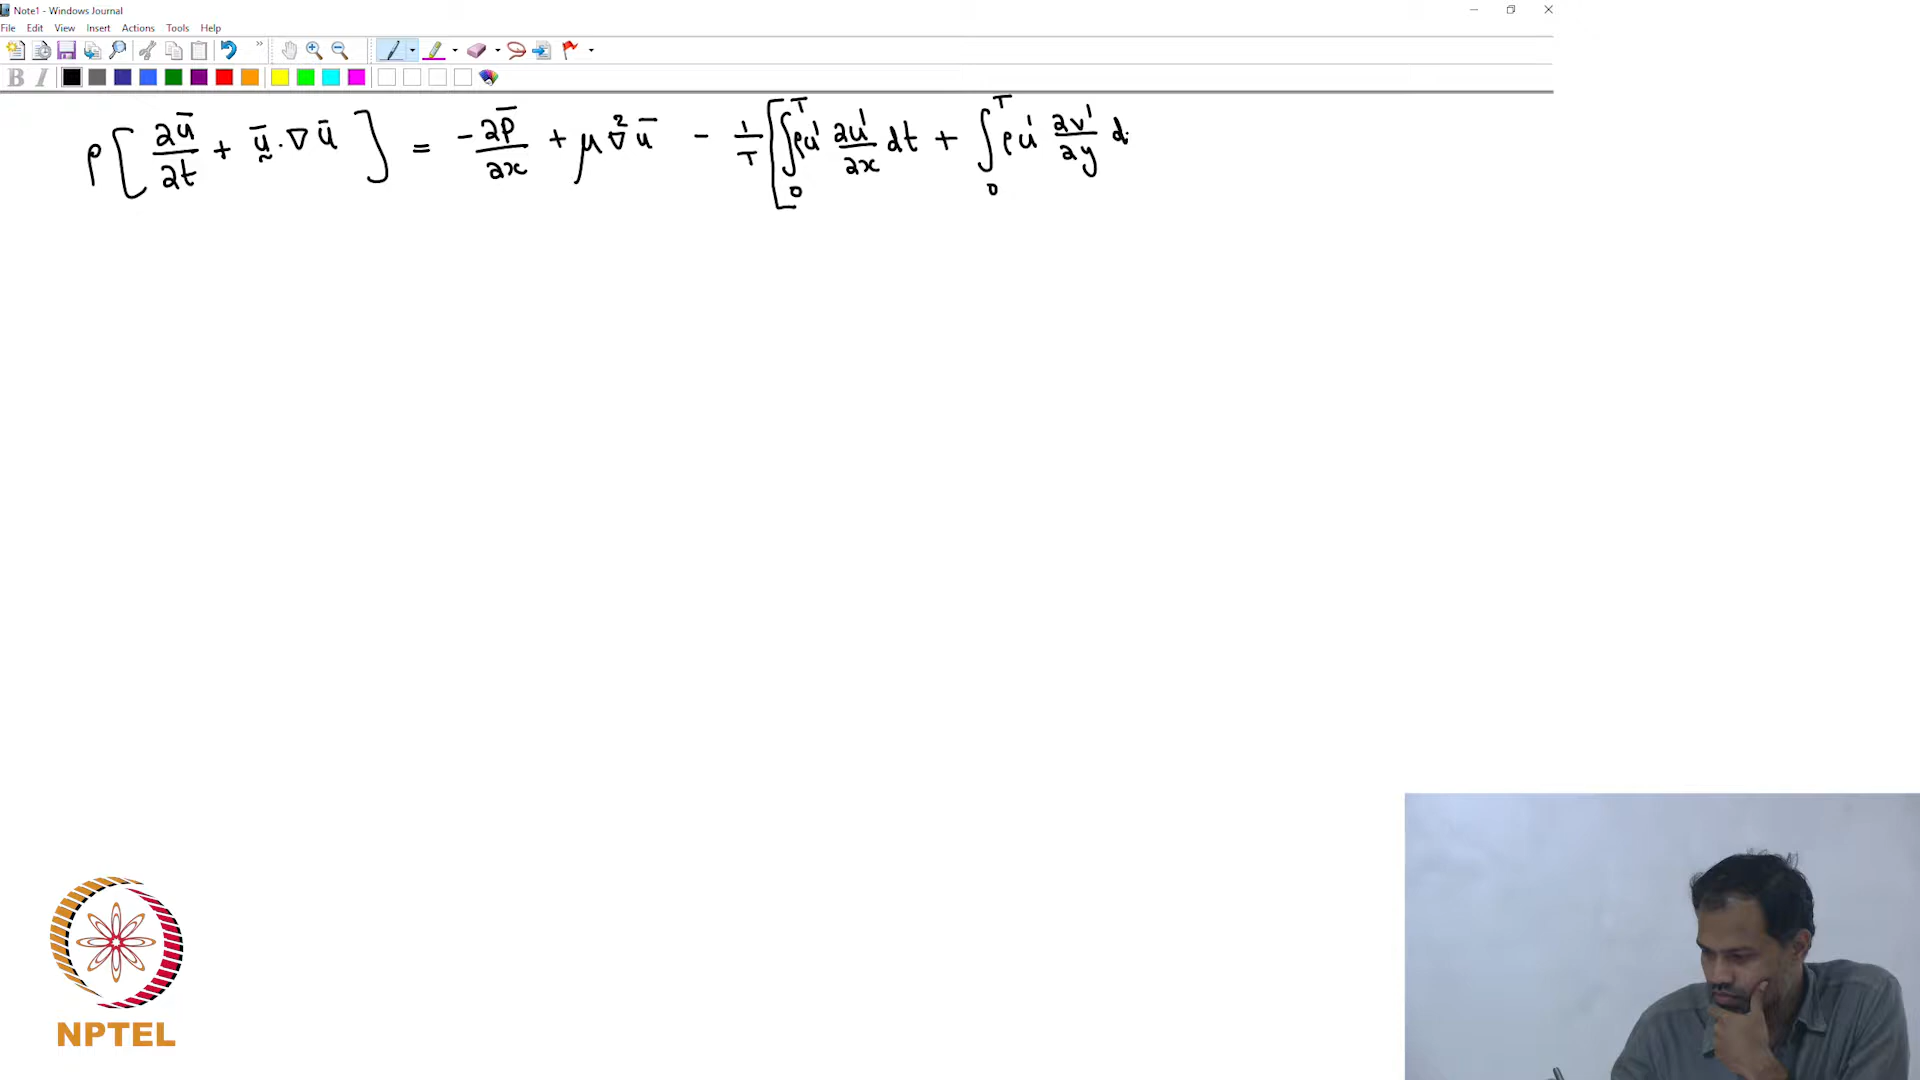 Note1 - Windows Journal
File Edit View Insert Actions Tools Help
B I
ρ[∂ū/∂t + ū·∇ū] = -∂p̄/∂x + μ∇²ū - 1/T[∫₀ᵀ ρu' ∂u'/∂x dt + ∫₀ᵀ ρu' ∂v'/∂y d
NPTEL